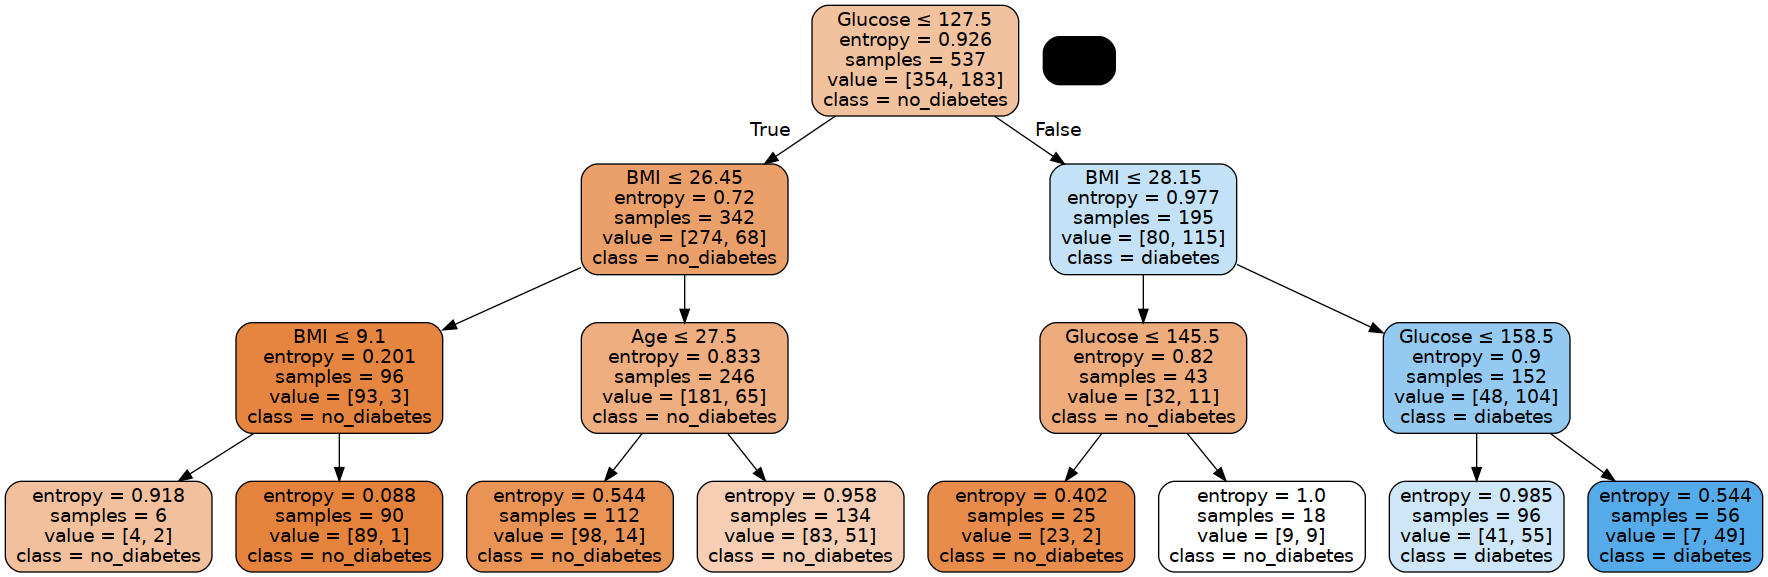 Glucose ≤ 127.5
entropy = 0.926
samples = 537
value = [354, 183]
class = no_diabetes
True
False
BMI ≤ 26.45
entropy = 0.72
samples = 342
value = [274, 68]
class = no_diabetes
BMI ≤ 28.15
entropy = 0.977
samples = 195
value = [80, 115]
class = diabetes
BMI ≤ 9.1
entropy = 0.201
samples = 96
value = [93, 3]
class = no_diabetes
Age ≤ 27.5
entropy = 0.833
samples = 246
value = [181, 65]
class = no_diabetes
Glucose ≤ 145.5
entropy = 0.82
samples = 43
value = [32, 11]
class = no_diabetes
Glucose ≤ 158.5
entropy = 0.9
samples = 152
value = [48, 104]
class = diabetes
entropy = 0.918
samples = 6
value = [4, 2]
class = no_diabetes
entropy = 0.088
samples = 90
value = [89, 1]
class = no_diabetes
entropy = 0.544
samples = 112
value = [98, 14]
class = no_diabetes
entropy = 0.958
samples = 134
value = [83, 51]
class = no_diabetes
entropy = 0.402
samples = 25
value = [23, 2]
class = no_diabetes
entropy = 1.0
samples = 18
value = [9, 9]
class = no_diabetes
entropy = 0.985
samples = 96
value = [41, 55]
class = diabetes
entropy = 0.544
samples = 56
value = [7, 49]
class = diabetes